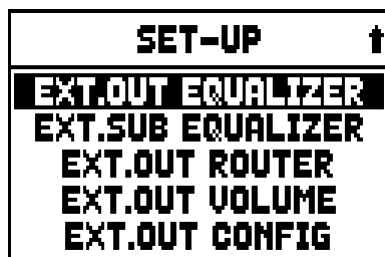 SET-UP
EXT.OUT EQUALIZER
EXT.SUB EQUALIZER
EXT.OUT ROUTER
EXT.OUT VOLUME
EXT.OUT CONFIG